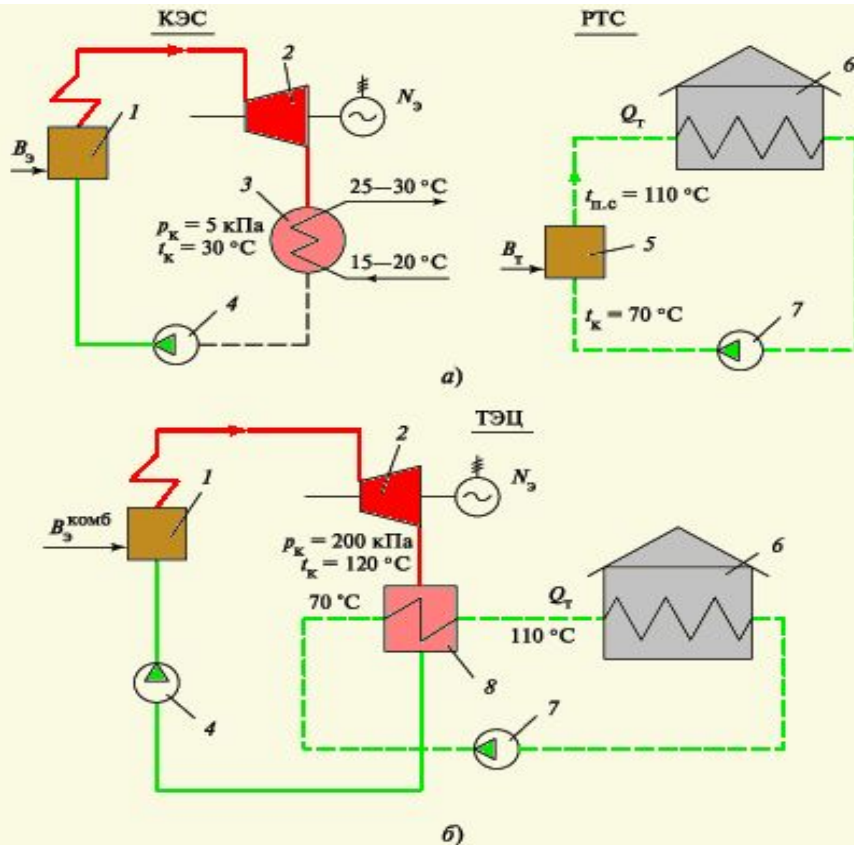 КЭС
РТС
2
6
Nэ
Qт
1
Bэ
3
25—30 °C
pк = 5 кПа
tк = 30 °C
tп.с = 110 °C
15—20 °C
5
Bт
4
tк = 70 °C
7
а)
ТЭЦ
2
1
Nэ
Bэкомб
pк = 200 кПа
tк = 120 °C
6
70 °C
Qт
110 °C
8
4
7
б)